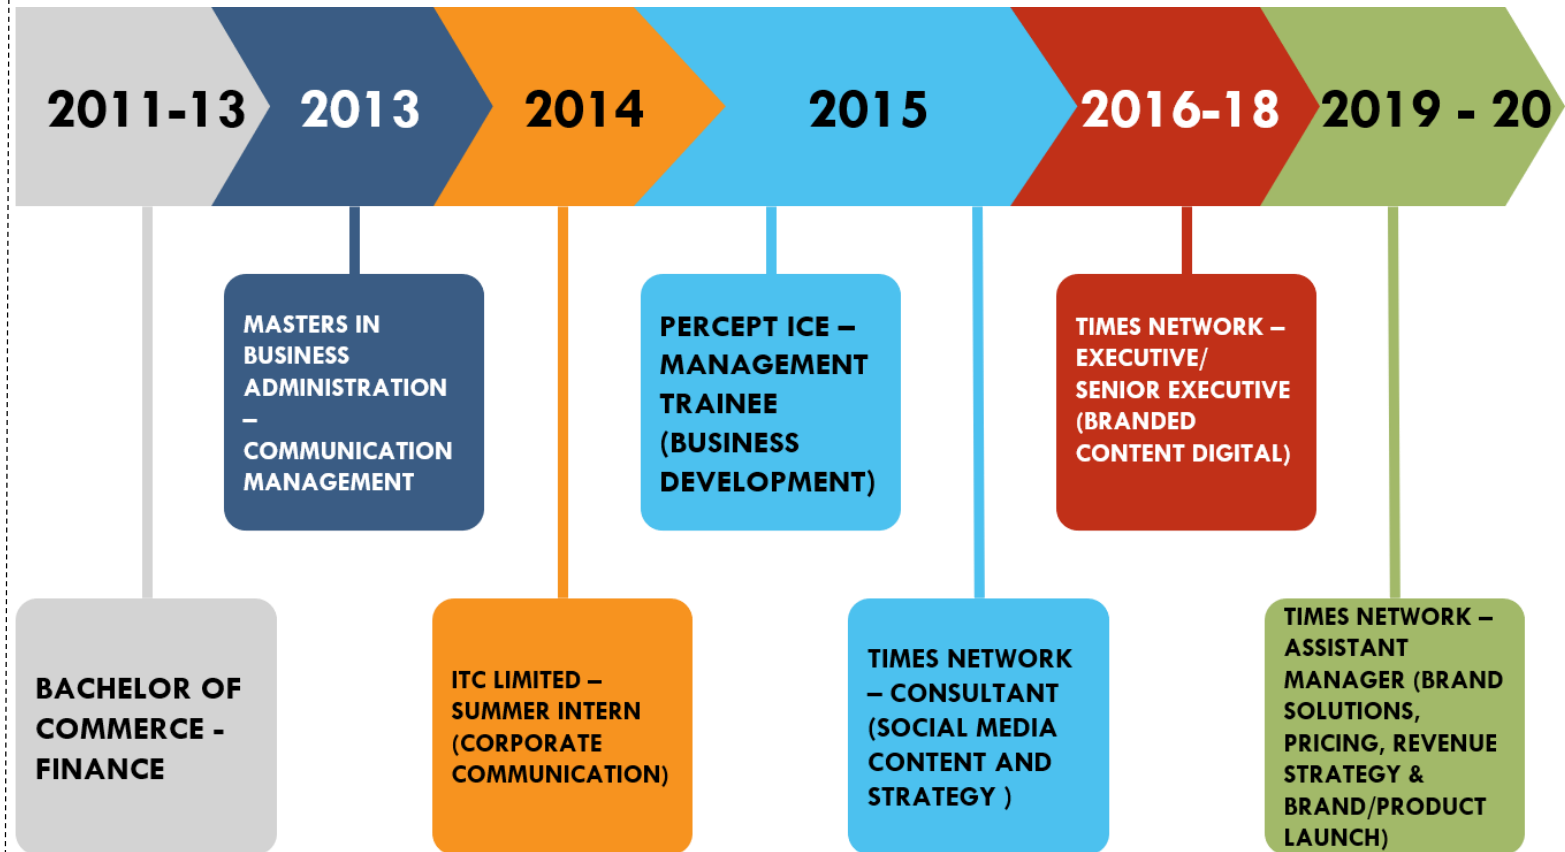 2011-13
2013
2014
2015
2016-18
2019 - 20
MASTERS IN
BUSINESS
ADMINISTRATION
–
COMMUNICATION
MANAGEMENT
PERCEPT ICE –
MANAGEMENT
TRAINEE
(BUSINESS
DEVELOPMENT)
TIMES NETWORK –
EXECUTIVE/
SENIOR EXECUTIVE
(BRANDED
CONTENT DIGITAL)
BACHELOR OF
COMMERCE -
FINANCE
ITC LIMITED –
SUMMER INTERN
(CORPORATE
COMMUNICATION)
TIMES NETWORK
– CONSULTANT
(SOCIAL MEDIA
CONTENT AND
STRATEGY )
TIMES NETWORK –
ASSISTANT
MANAGER (BRAND
SOLUTIONS,
PRICING, REVENUE
STRATEGY &
BRAND/PRODUCT
LAUNCH)